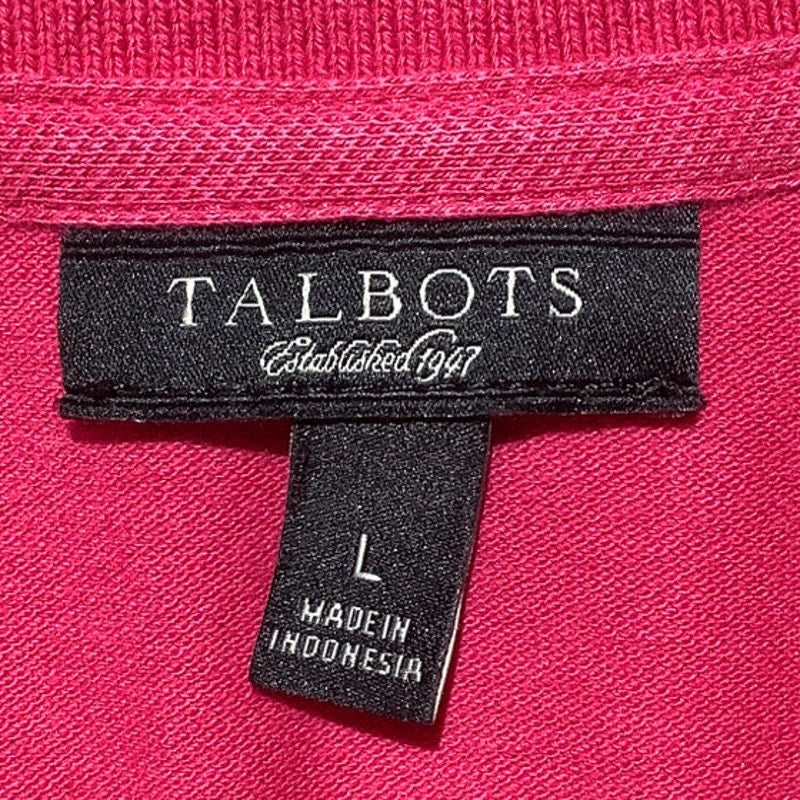 TALBOTS
Established 1947
L
MADE IN
INDONESIA